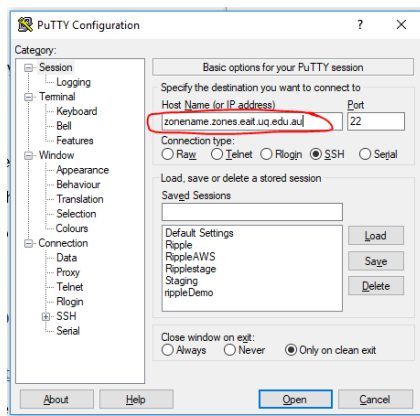 PuTTY Configuration
?
Category:
Session
Logging
Terminal
Keyboard
Bell
Features
Window
Appearance
Behaviour
Translation
Selection
Colours
Connection
Data
Proxy
Telnet
Rlogin
SSH
Serial
Basic options for your PuTTY session
Specify the destination you want to connect to
Host Name (or IP address) Port
zonename.zones.eait.uq.edu.au 22
Connection type:
Raw Telnet Rlogin SSH Serial
Load, save or delete a stored session
Saved Sessions
Default Settings
Ripple
RippleAWS
Ripplestage
Staging
rippleDemo
Load
Save
Delete
Close window on exit:
Always Never Only on clean exit
About Help Open Cancel